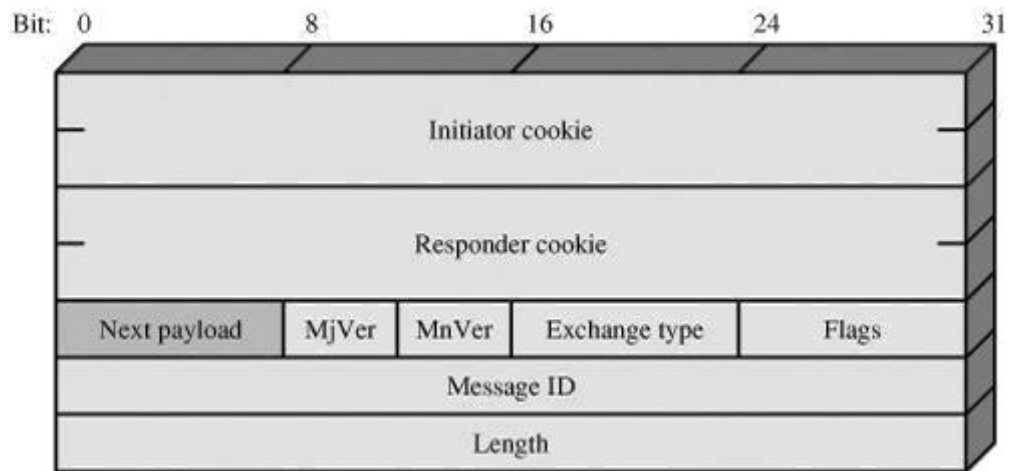 Bit: 0 8 16 24 31
Initiator cookie
Responder cookie
Next payload MjVer MnVer Exchange type Flags
Message ID
Length